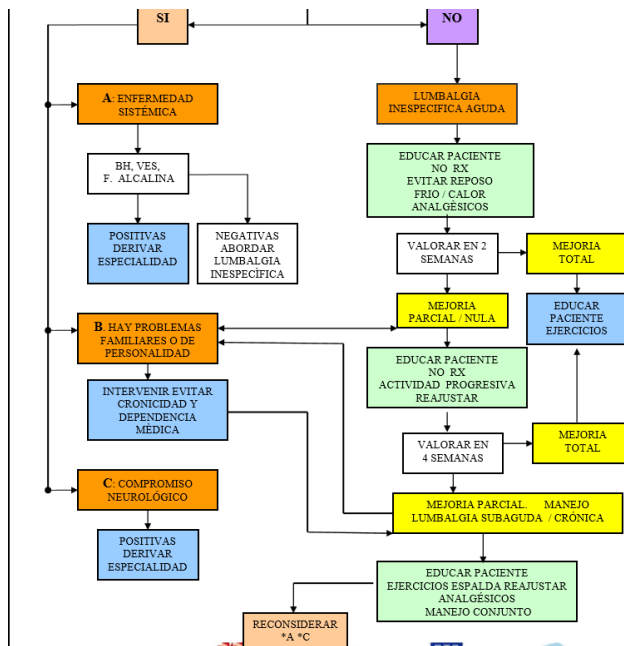 SI
NO
A: ENFERMEDAD
SISTÉMICA
LUMBALGIA
INESPECIFICA AGUDA
BH, VES,
F. ALCALINA
EDUCAR PACIENTE
NO RX
EVITAR REPOSO
FRIO / CALOR
ANALGÉSICOS
POSITIVAS
DERIVAR
ESPECIALIDAD
NEGATIVAS
ABORDAR
LUMBALGIA
INESPECÍFICA
VALORAR EN 2
SEMANAS
MEJORIA
TOTAL
B. HAY PROBLEMAS
FAMILIARES O DE
PERSONALIDAD
MEJORIA
PARCIAL / NULA
EDUCAR
PACIENTE
EJERCICIOS
INTERVENIR EVITAR
CRONICIDAD Y
DEPENDENCIA
MÈDICA
EDUCAR PACIENTE
NO RX
ACTIVIDAD PROGRESIVA
REAJUSTAR
VALORAR EN
4 SEMANAS
MEJORIA
TOTAL
C: COMPROMISO
NEUROLÓGICO
MEJORIA PARCIAL. MANEJO
LUMBALGIA SUBAGUDA / CRÓNICA
POSITIVAS
DERIVAR
ESPECIALIDAD
EDUCAR PACIENTE
EJERCICIOS ESPALDA REAJUSTAR
ANALGÉSICOS
MANEJO CONJUNTO
RECONSIDERAR
*A *C